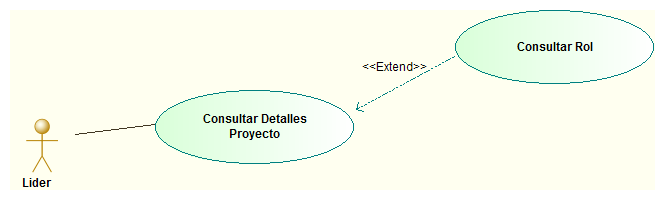 Consultar Rol
<<Extend>>
Consultar Detalles
Proyecto
Lider